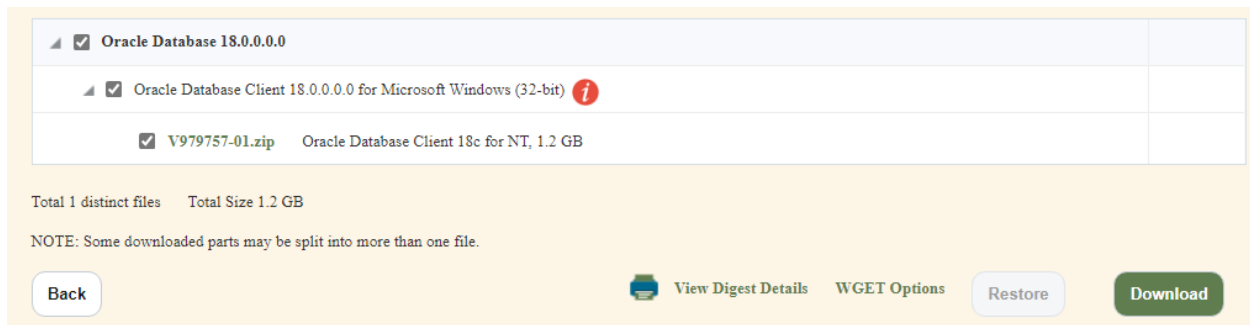 Oracle Database 18.0.0.0.0
Oracle Database Client 18.0.0.0.0 for Microsoft Windows (32-bit) i
V979757-01.zip Oracle Database Client 18c for NT, 1.2 GB
Total 1 distinct files Total Size 1.2 GB
NOTE: Some downloaded parts may be split into more than one file.
Back View Digest Details WGET Options Restore Download